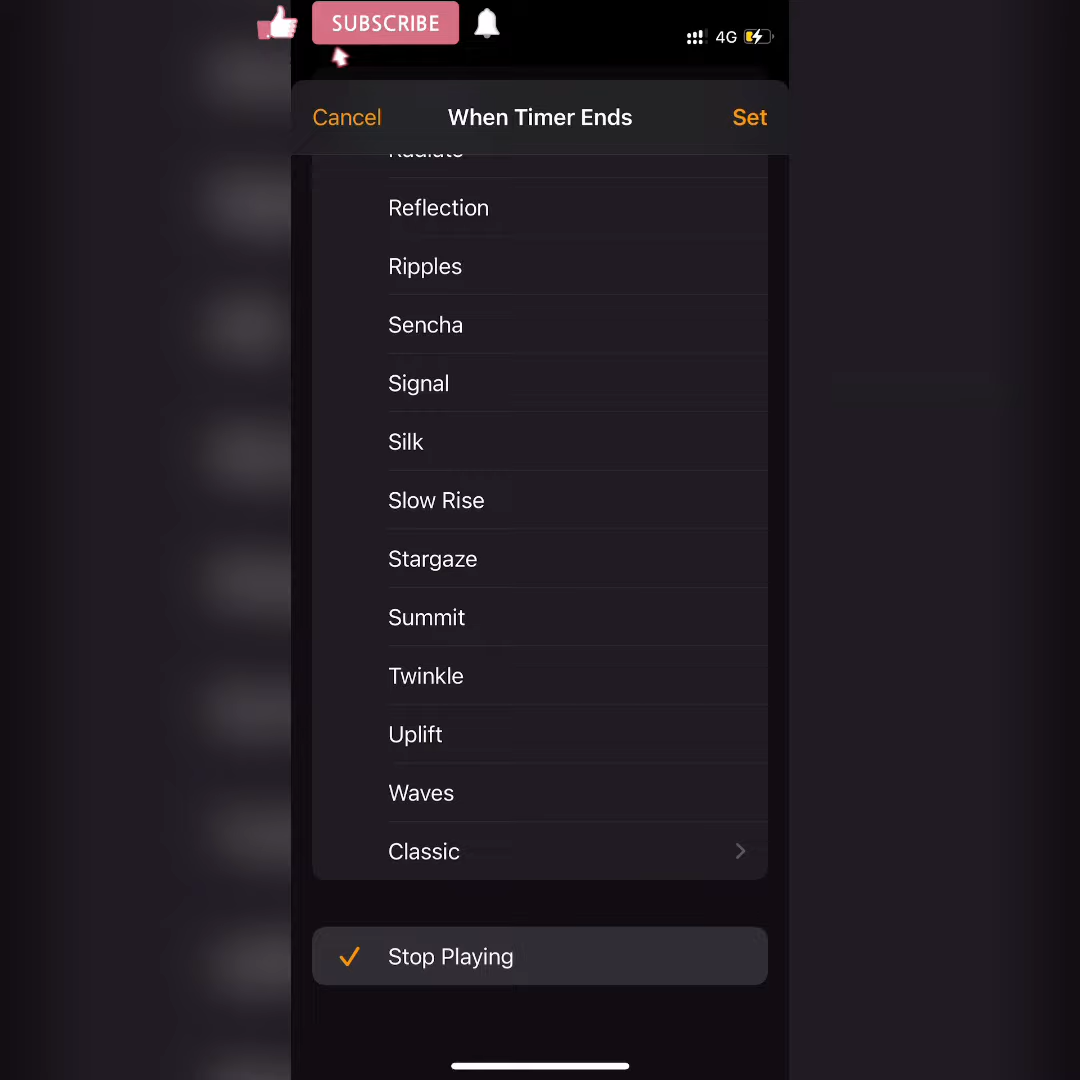 SUBSCRIBE
4G
Cancel
When Timer Ends
Set
Radiate
Reflection
Ripples
Sencha
Signal
Silk
Slow Rise
Stargaze
Summit
Twinkle
Uplift
Waves
Classic
Stop Playing